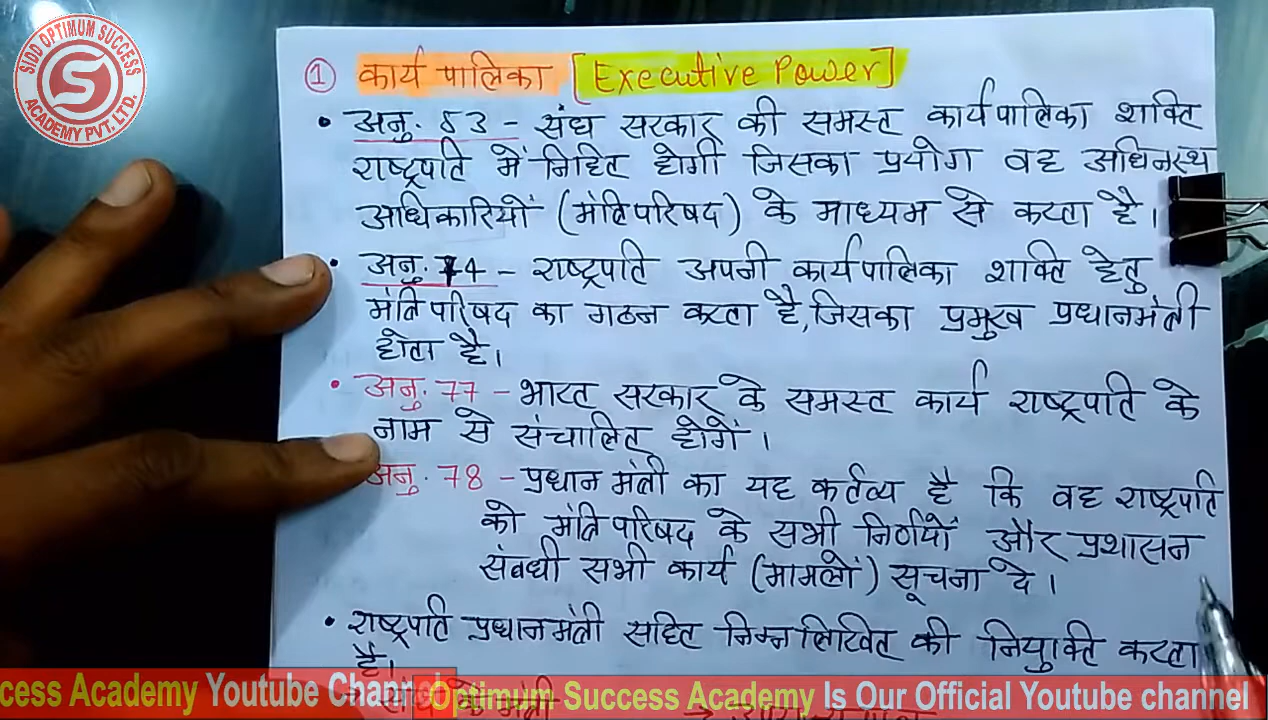 SIDD OPTIMUM SUCCESS
S
ACADEMY PVT. LTD.
① कार्यपालिका [Executive Power]
• अनु. 53 - संघ सरकार की समस्त कार्यपालिका शक्ति
राष्ट्रपति में निहित होगी जिसका प्रयोग वह अधिनस्थ
अधिकारियों (मंत्रिपरिषद) के माध्यम से करता है।
• अनु. 74 - राष्ट्रपति अपनी कार्यपालिका शक्ति हेतु
मंत्रिपरिषद का गठन करता है, जिसका प्रमुख प्रधानमंत्री
होता है।
• अनु. 77 - भारत सरकार के समस्त कार्य राष्ट्रपति के
नाम से संचालित होगें।
अनु. 78 - प्रधानमंत्री का यह कर्तव्य है कि वह राष्ट्रपति
को मंत्रिपरिषद के सभी निर्णयों और प्रशासन
संबधी सभी कार्य (मामलों) सूचना दे।
• राष्ट्रपति प्रधानमंत्री सहित निम्नलिखित की नियुक्ति करता
है।
cess Academy Youtube Channel Optimum Success Academy Is Our Official Youtube channel